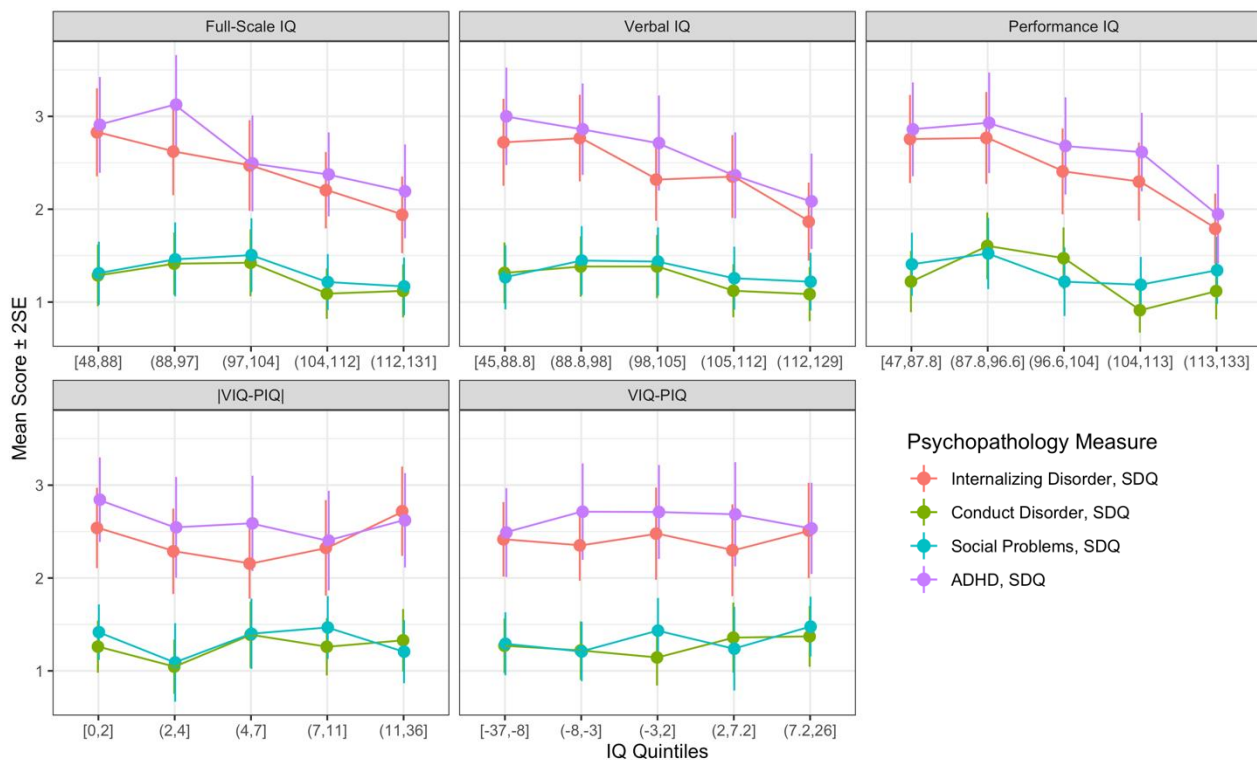 Full-Scale IQ
Verbal IQ
Performance IQ
3
2
1
[48,88] (88,97] (97,104] (104,112] (112,131]
[45,88.8] (88.8,98] (98,105] (105,112] (112,129]
[47,87.8] (87.8,96.6] (96.6,104] (104,113] (113,133]
Mean Score ± 2SE
|VIQ-PIQ|
VIQ-PIQ
3
2
1
[0,2] (2,4] (4,7] (7,11] (11,36]
[-37,-8] (-8,-3] (-3,2] (2,7.2] (7.2,26]
IQ Quintiles
Psychopathology Measure
Internalizing Disorder, SDQ
Conduct Disorder, SDQ
Social Problems, SDQ
ADHD, SDQ